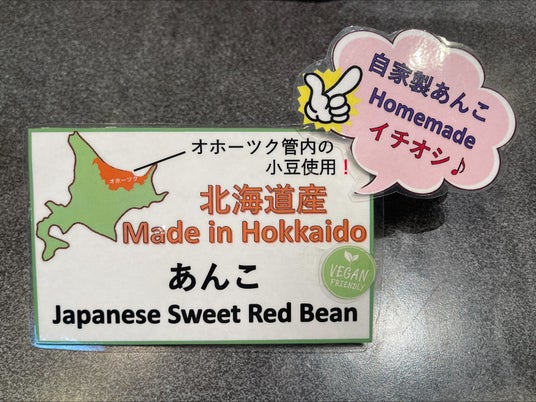 自家製あんこ
Homemade
イチオシ♪
オホーツク管内の
小豆使用！
オホーツク
北海道産
Made in Hokkaido
あんこ
VEGAN
FRIENDLY
Japanese Sweet Red Bean